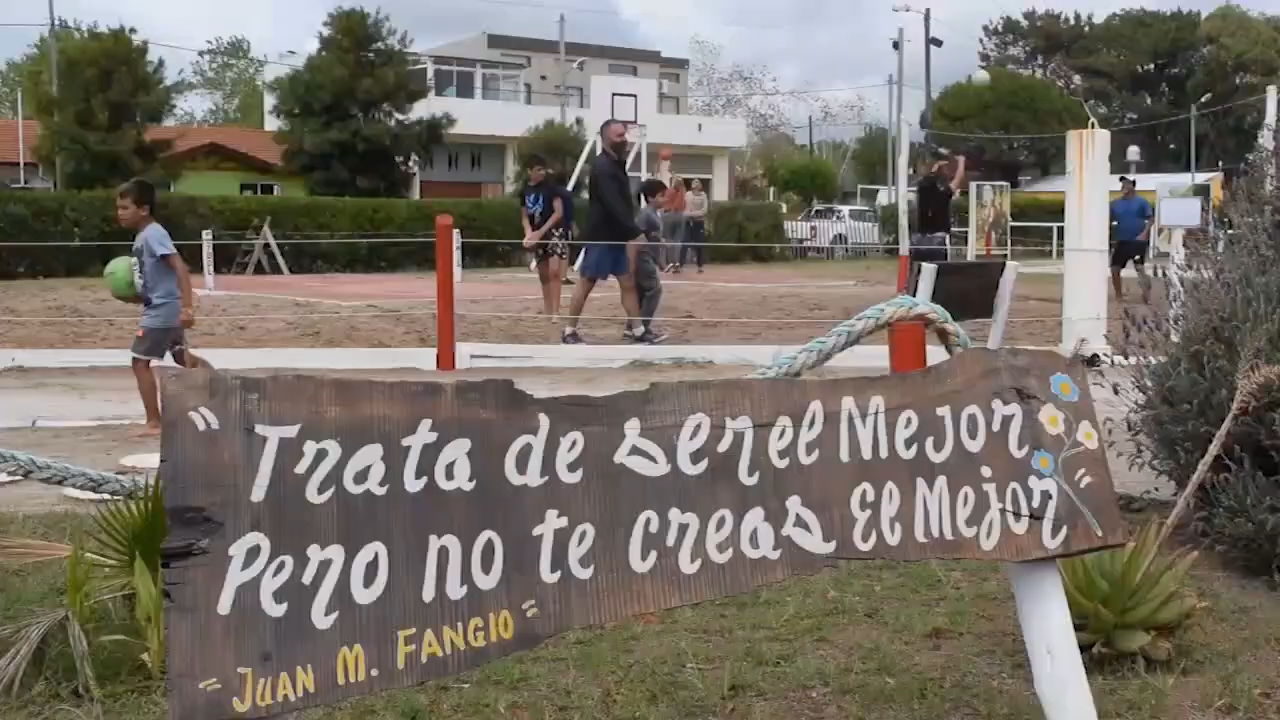 "Trata de ser el Mejor
Pero no te creas El Mejor"
"JUAN M. FANGIO"